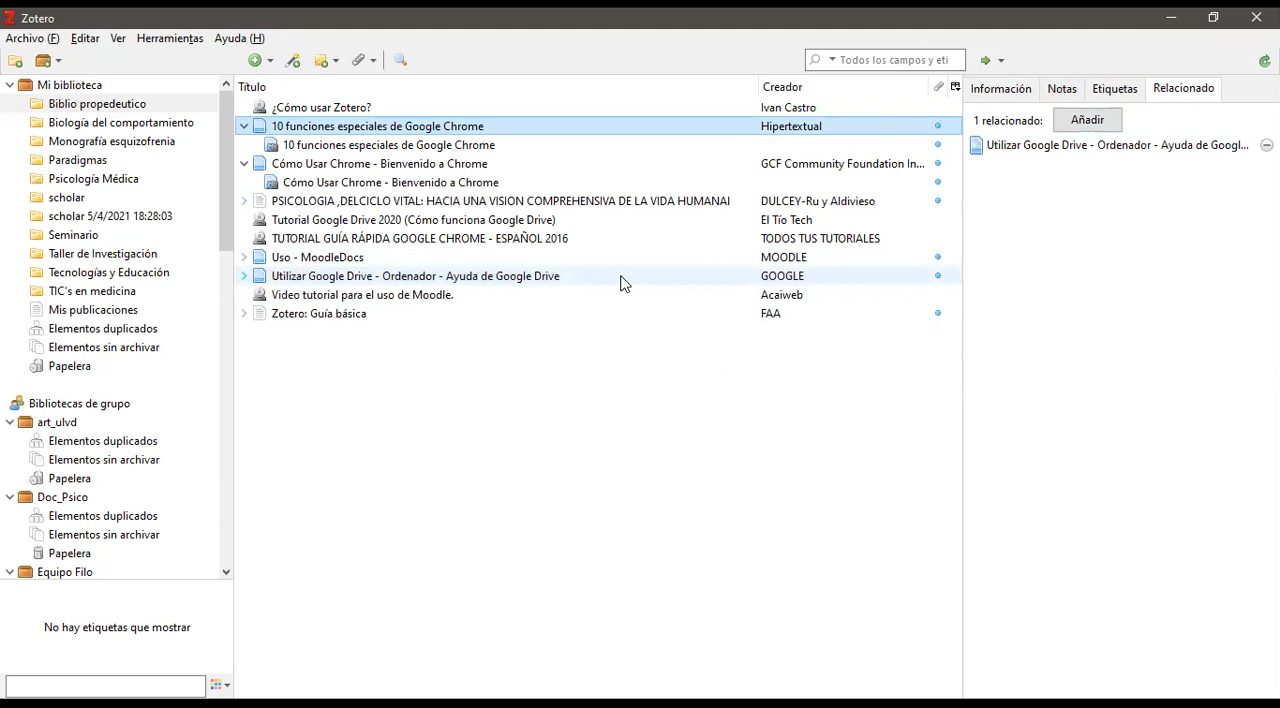 Zotero
Archivo (F) Editar Ver Herramientas Ayuda (H)
Todos los campos y eti
Mi biblioteca
Biblio propedeutico
Biología del comportamiento
Monografía esquizofrenia
Paradigmas
Psicología Médica
scholar
scholar 5/4/2021 18:28:03
Seminario
Taller de Investigación
Tecnologías y Educación
TIC's en medicina
Mis publicaciones
Elementos duplicados
Elementos sin archivar
Papelera
Bibliotecas de grupo
art_ulvd
Elementos duplicados
Elementos sin archivar
Papelera
Doc_Psico
Elementos duplicados
Elementos sin archivar
Papelera
Equipo Filo
No hay etiquetas que mostrar
Título Creador
¿Cómo usar Zotero? Ivan Castro
10 funciones especiales de Google Chrome Hipertextual
10 funciones especiales de Google Chrome
Cómo Usar Chrome - Bienvenido a Chrome GCF Community Foundation In...
Cómo Usar Chrome - Bienvenido a Chrome
PSICOLOGIA ,DELCICLO VITAL: HACIA UNA VISION COMPREHENSIVA DE LA VIDA HUMANAI DULCEY-Ru y Aldivieso
Tutorial Google Drive 2020 (Cómo funciona Google Drive) El Tío Tech
TUTORIAL GUÍA RÁPIDA GOOGLE CHROME - ESPAÑOL 2016 TODOS TUS TUTORIALES
Uso - MoodleDocs MOODLE
Utilizar Google Drive - Ordenador - Ayuda de Google Drive GOOGLE
Video tutorial para el uso de Moodle. Acaiweb
Zotero: Guía básica FAA
Información Notas Etiquetas Relacionado
1 relacionado: Añadir
Utilizar Google Drive - Ordenador - Ayuda de Googl...